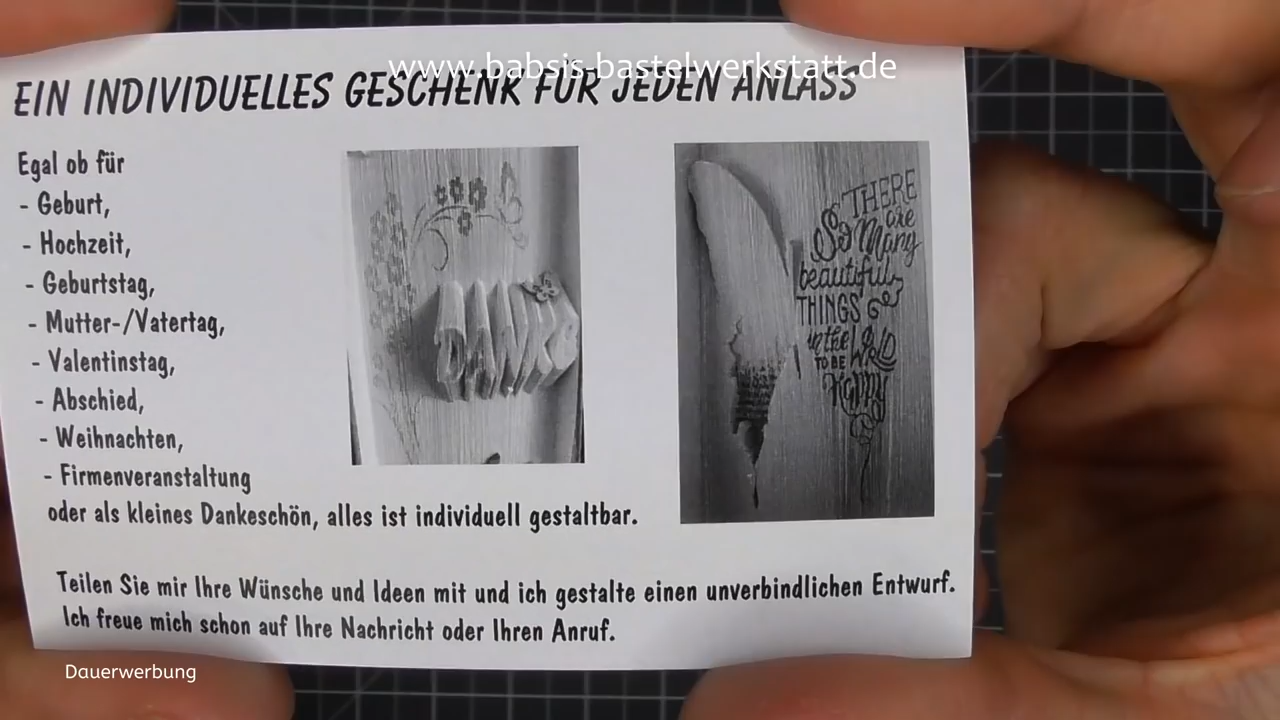 www.babsis-bastelwerkstatt.de
EIN INDIVIDUELLES GESCHENK FÜR JEDEN ANLASS
Egal ob für
- Geburt,
- Hochzeit,
- Geburtstag,
- Mutter-/Vatertag,
- Valentinstag,
- Abschied,
- Weihnachten,
- Firmenveranstaltung
oder als kleines Dankeschön, alles ist individuell gestaltbar.
DANKE
THERE
are
So Many
beautiful
THINGS
in the WORLD
TO BE
Happy
Teilen Sie mir Ihre Wünsche und Ideen mit und ich gestalte einen unverbindlichen Entwurf.
Ich freue mich schon auf Ihre Nachricht oder Ihren Anruf.
Dauerwerbung